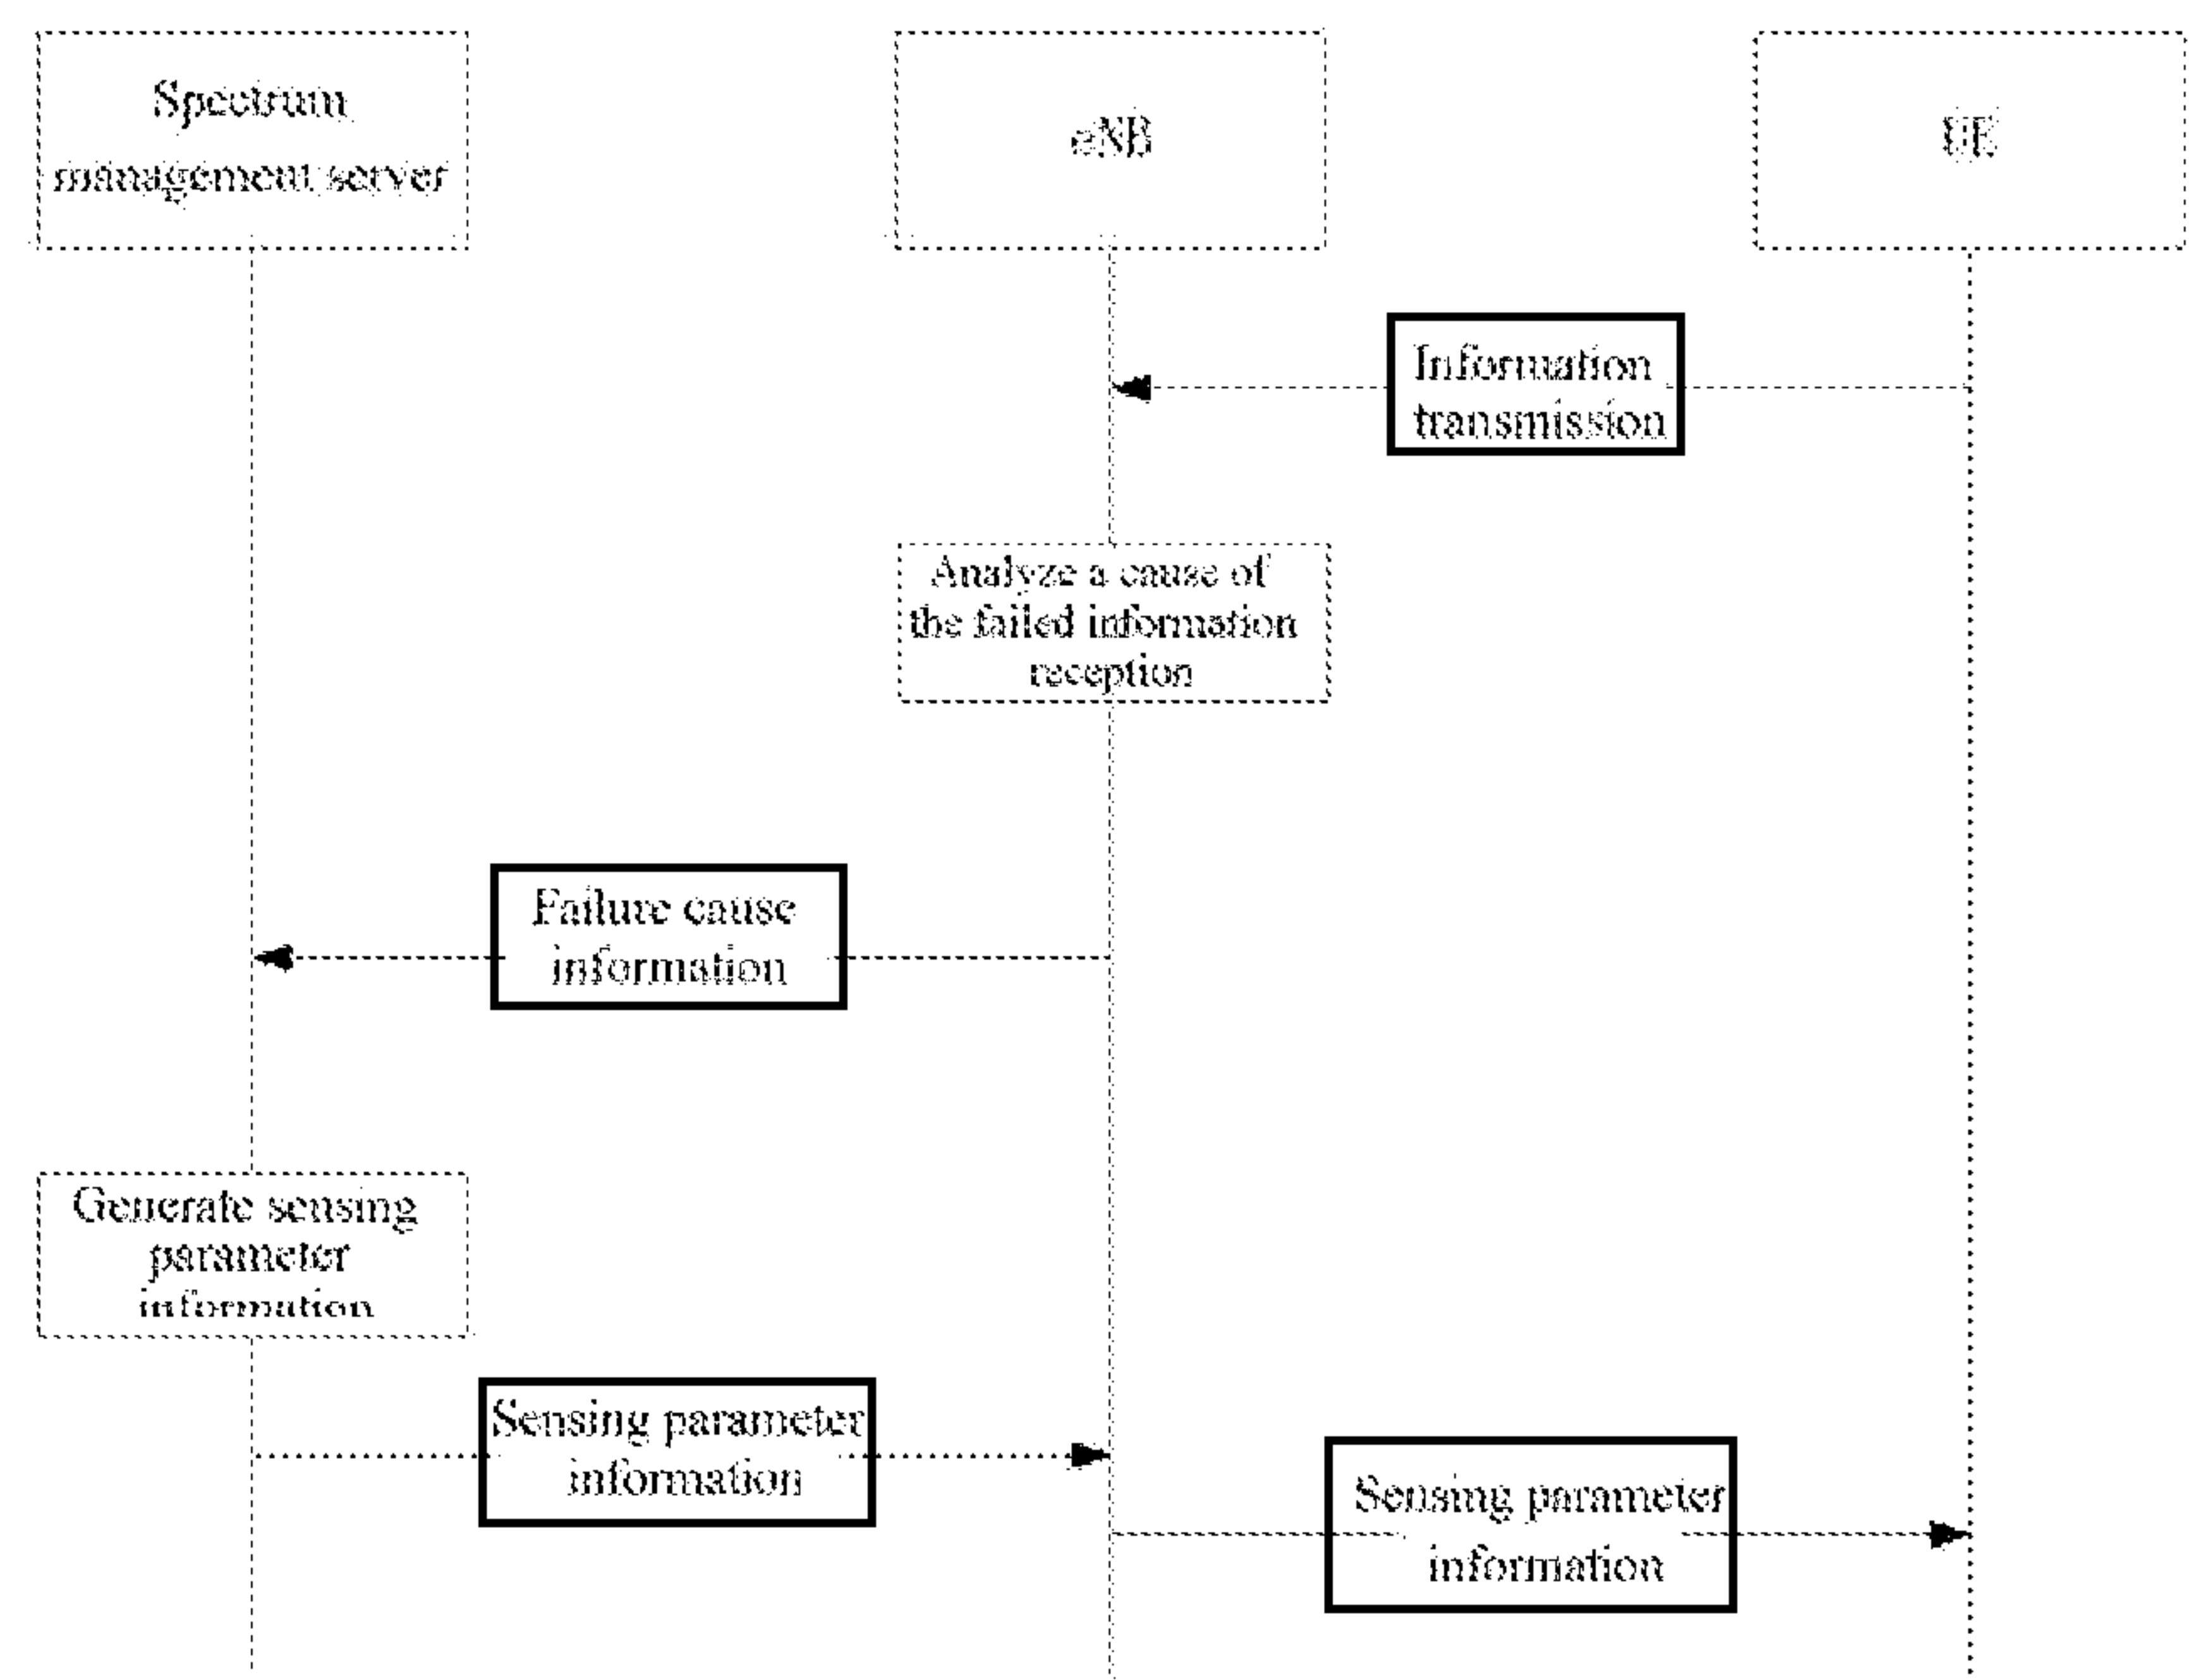 Spectrum
management server
eNB
UE
Information
transmission
Analyze a cause of
the failed information
reception
Failure cause
information
Generate sensing
parameter
information
Sensing parameter
information
Sensing parameter
information